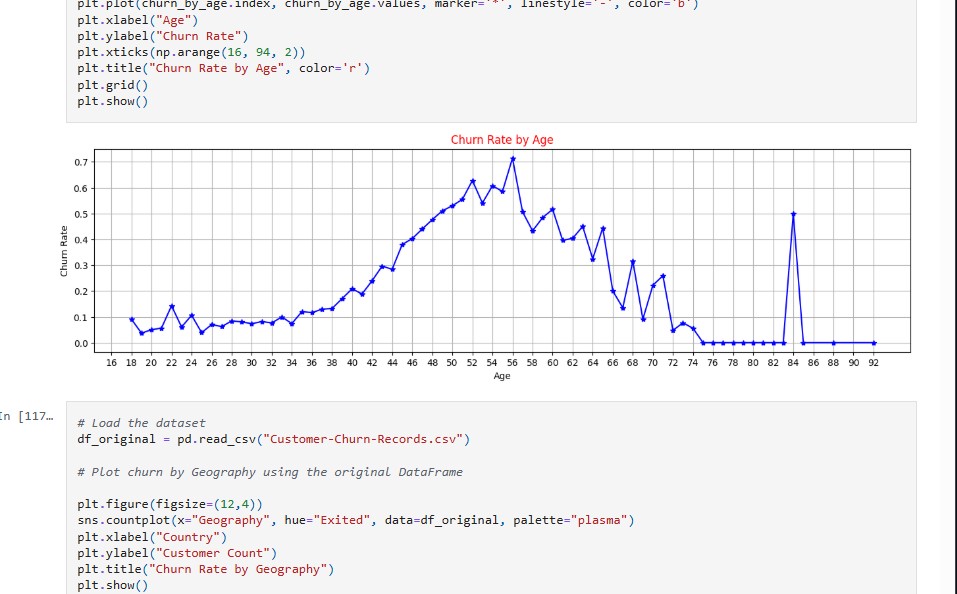 plt.plot(churn_by_age.index, churn_by_age.values, marker='*', linestyle='-', color='b')
plt.xlabel("Age")
plt.ylabel("Churn Rate")
plt.xticks(np.arange(16, 94, 2))
plt.title("Churn Rate by Age", color='r')
plt.grid()
plt.show()
Churn Rate by Age
0.7
0.6
0.5
0.4
0.3
0.2
0.1
0.0
Churn Rate
16 18 20 22 24 26 28 30 32 34 36 38 40 42 44 46 48 50 52 54 56 58 60 62 64 66 68 70 72 74 76 78 80 82 84 86 88 90 92
Age
In [117…
# Load the dataset
df_original = pd.read_csv("Customer-Churn-Records.csv")
# Plot churn by Geography using the original DataFrame
plt.figure(figsize=(12,4))
sns.countplot(x="Geography", hue="Exited", data=df_original, palette="plasma")
plt.xlabel("Country")
plt.ylabel("Customer Count")
plt.title("Churn Rate by Geography")
plt.show()